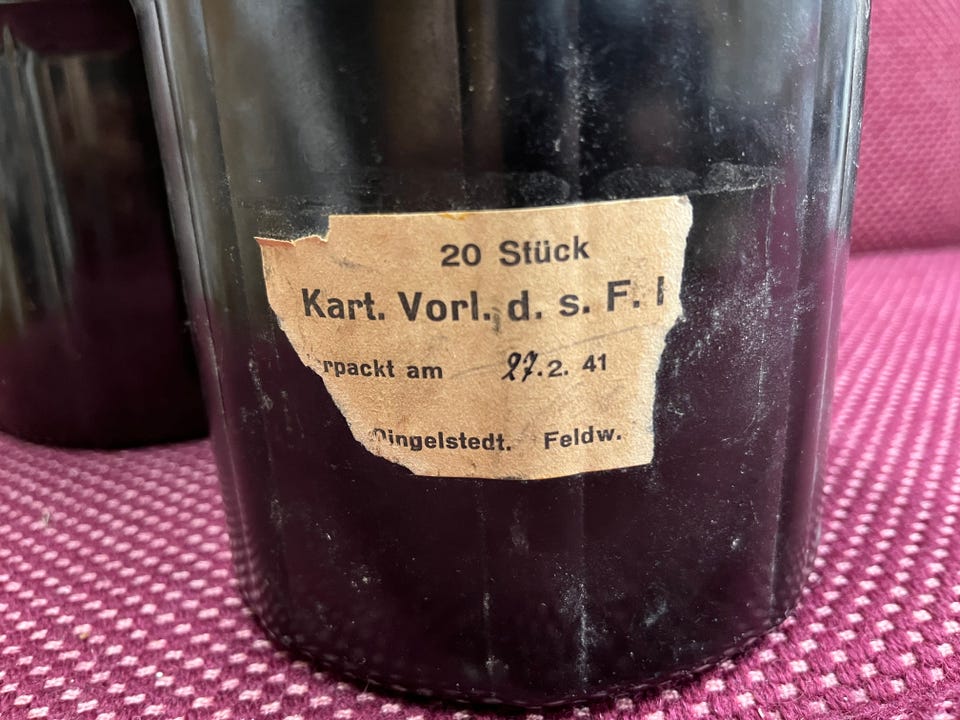 20 Stück
Kart. Vorl. d. s. F.
rpackt am 27.2. 41
Dingelstedt. Feldw.